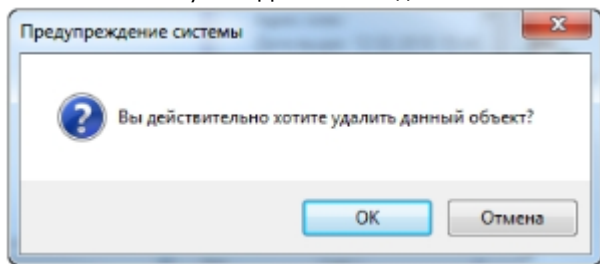 Предупреждение системы
Вы действительно хотите удалить данный объект?
OK
Отмена